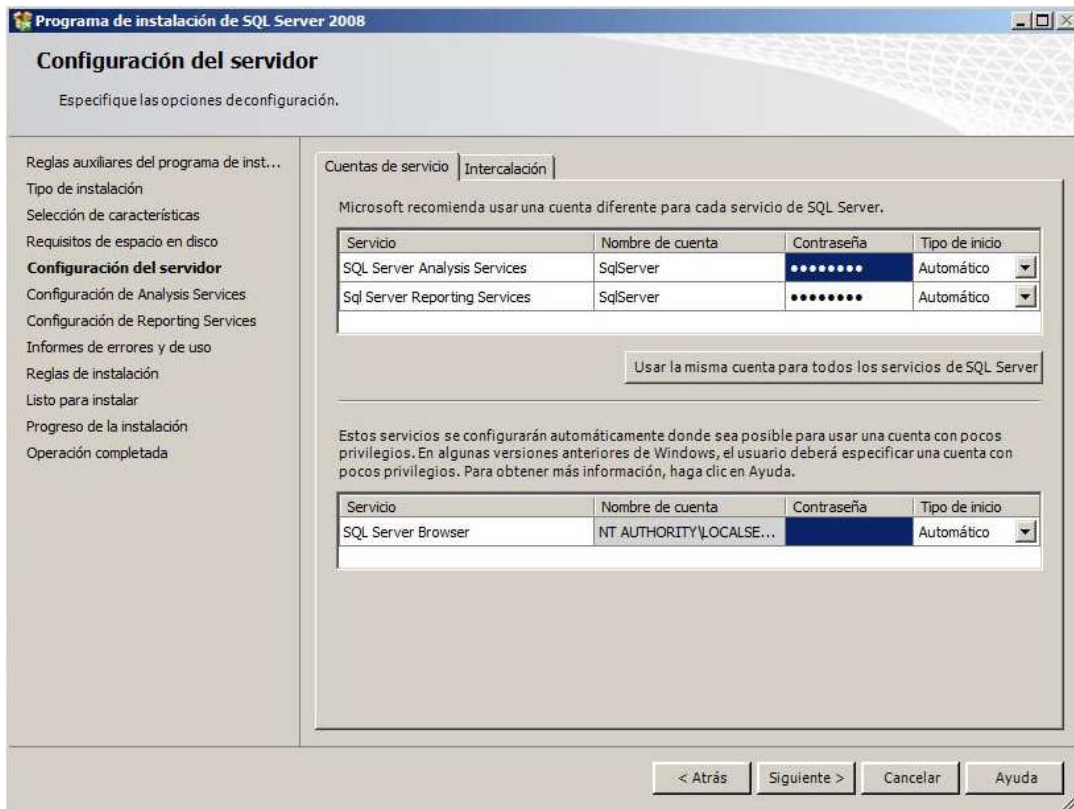 Programa de instalación de SQL Server 2008
Configuración del servidor
Especifique las opciones de configuración.
Reglas auxiliares del programa de inst...
Tipo de instalación
Selección de características
Requisitos de espacio en disco
Configuración del servidor
Configuración de Analysis Services
Configuración de Reporting Services
Informes de errores y de uso
Reglas de instalación
Listo para instalar
Progreso de la instalación
Operación completada
Cuentas de servicio Intercalación
Microsoft recomienda usar una cuenta diferente para cada servicio de SQL Server.
Servicio Nombre de cuenta Contraseña Tipo de inicio
SQL Server Analysis Services SqlServer ●●●●●●●● Automático
Sql Server Reporting Services SqlServer ●●●●●●●● Automático
Usar la misma cuenta para todos los servicios de SQL Server
Estos servicios se configurarán automáticamente donde sea posible para usar una cuenta con pocos
privilegios. En algunas versiones anteriores de Windows, el usuario deberá especificar una cuenta con
pocos privilegios. Para obtener más información, haga clic en Ayuda.
Servicio Nombre de cuenta Contraseña Tipo de inicio
SQL Server Browser NT AUTHORITY\LOCALSE... Automático
< Atrás Siguiente > Cancelar Ayuda